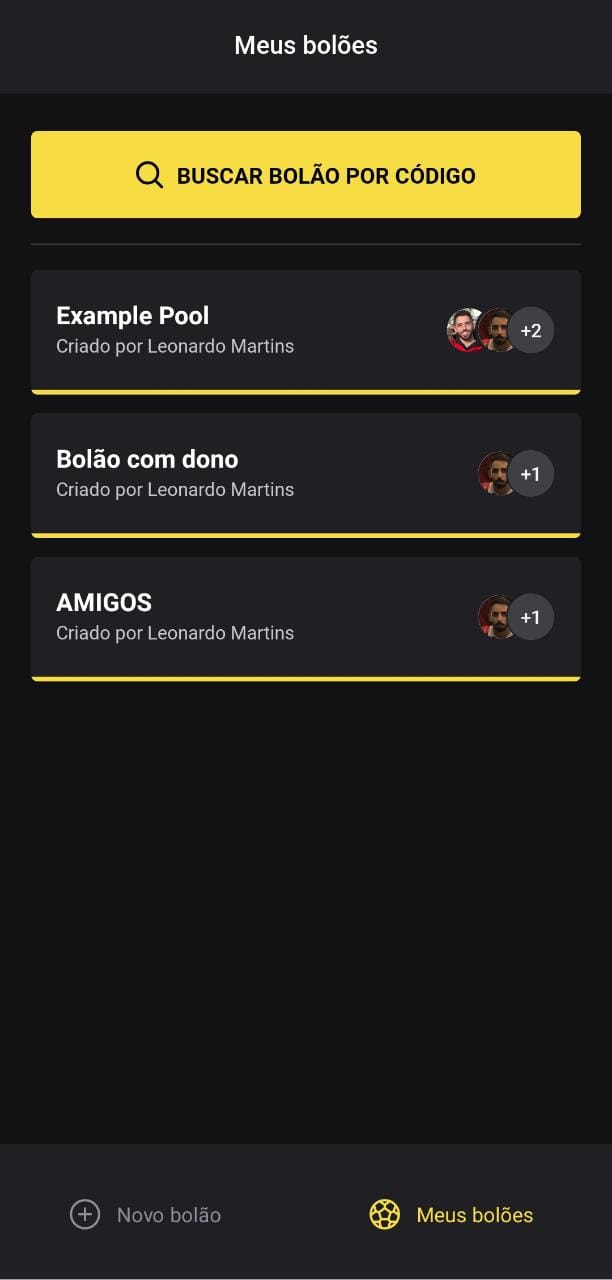 Meus bolões
BUSCAR BOLÃO POR CÓDIGO
Example Pool
Criado por Leonardo Martins
+2
Bolão com dono
Criado por Leonardo Martins
+1
AMIGOS
Criado por Leonardo Martins
+1
Novo bolão
Meus bolões